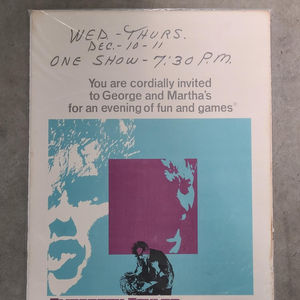 WED-THURS.
DEC.-10-11
ONE SHOW-7:30 P.M.
You are cordially invited
to George and Martha's
for an evening of fun and games